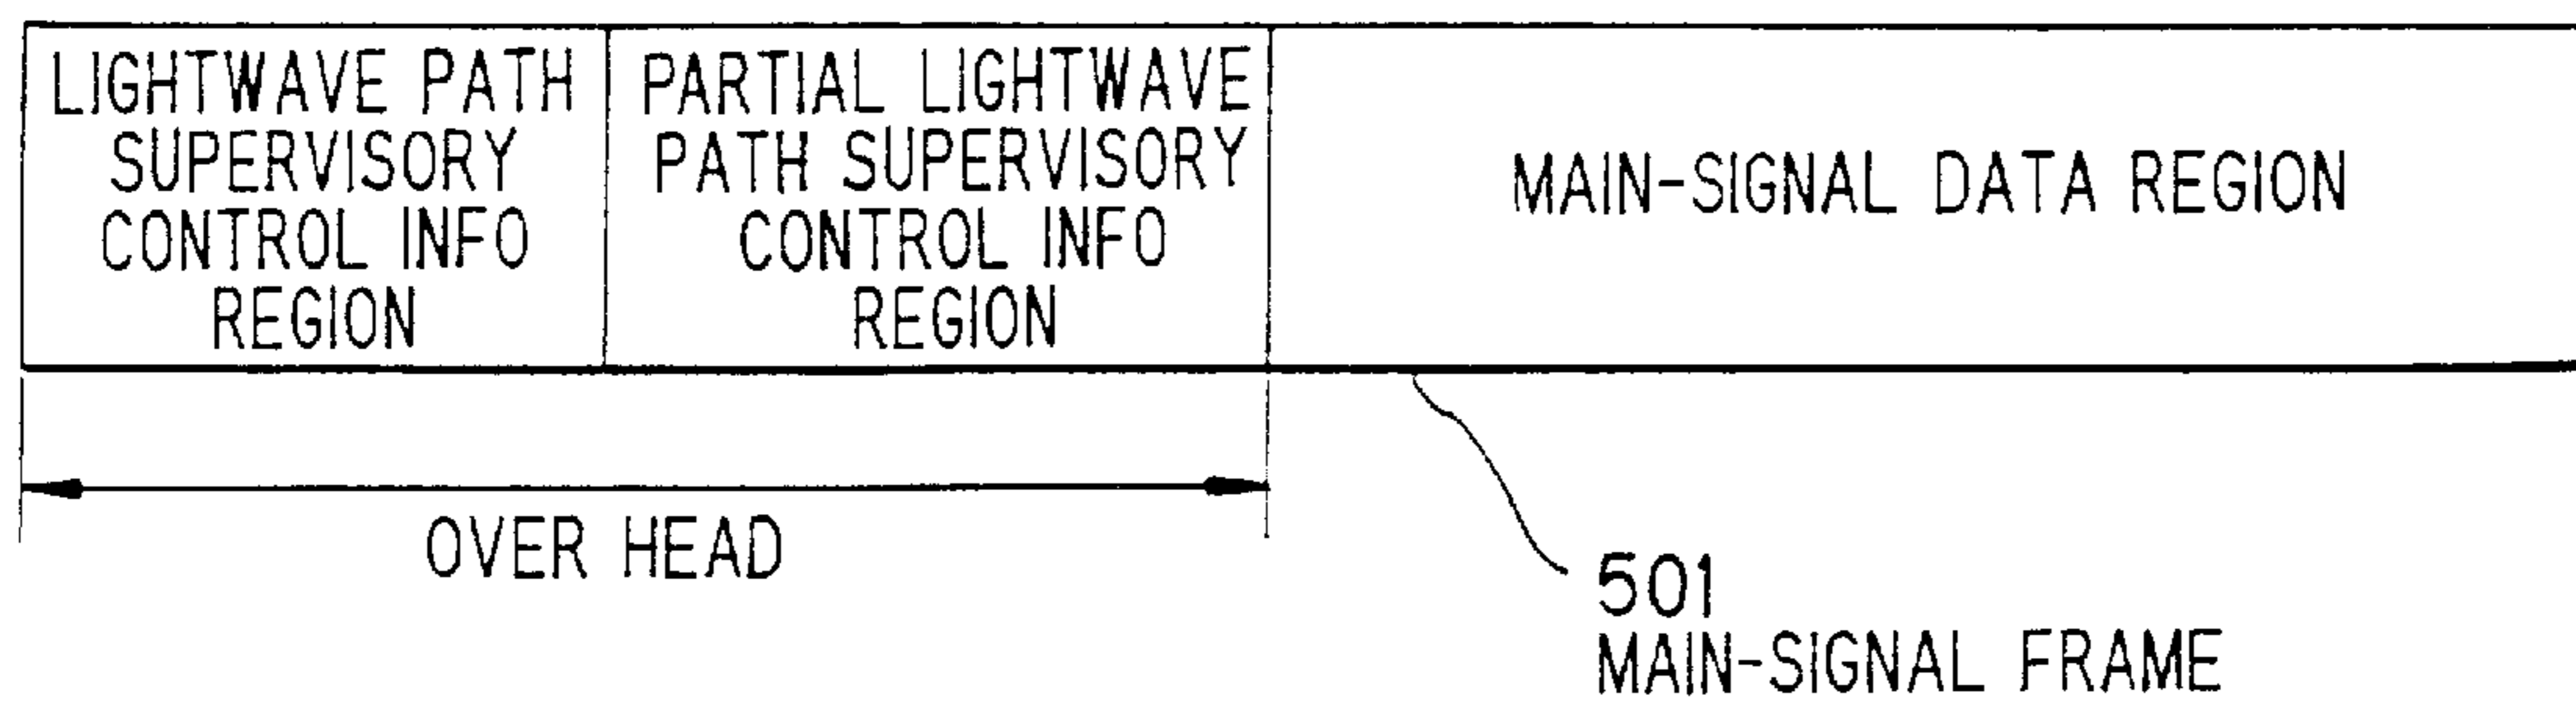 LIGHTWAVE PATH
SUPERVISORY
CONTROL INFO
REGION
PARTIAL LIGHTWAVE
PATH SUPERVISORY
CONTROL INFO
REGION
MAIN-SIGNAL DATA REGION
OVER HEAD
501
MAIN-SIGNAL FRAME